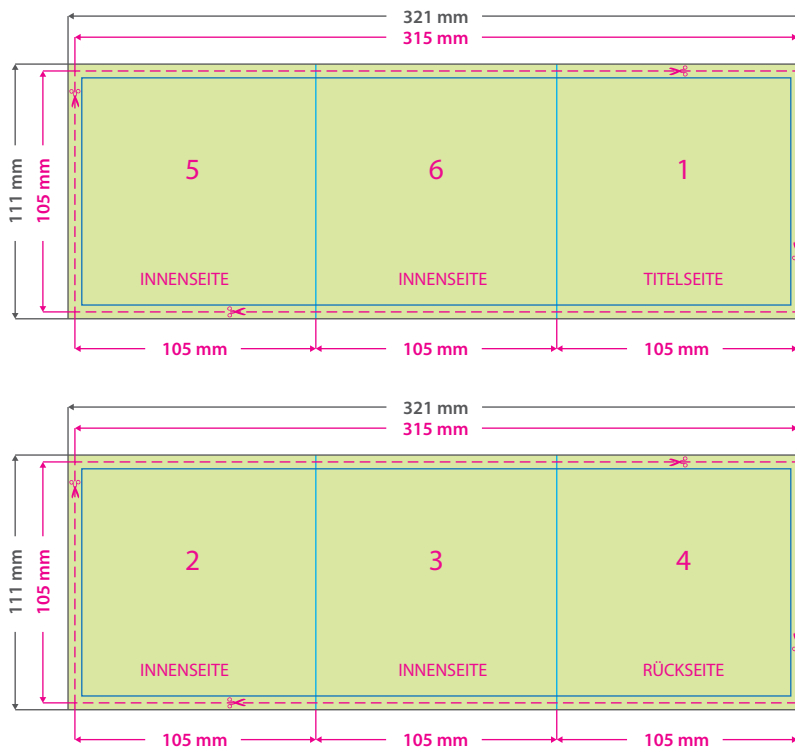 321 mm
315 mm
111 mm
105 mm
5
6
1
INNENSEITE
INNENSEITE
TITELSEITE
105 mm
105 mm
105 mm
321 mm
315 mm
111 mm
105 mm
2
3
4
INNENSEITE
INNENSEITE
RÜCKSEITE
105 mm
105 mm
105 mm